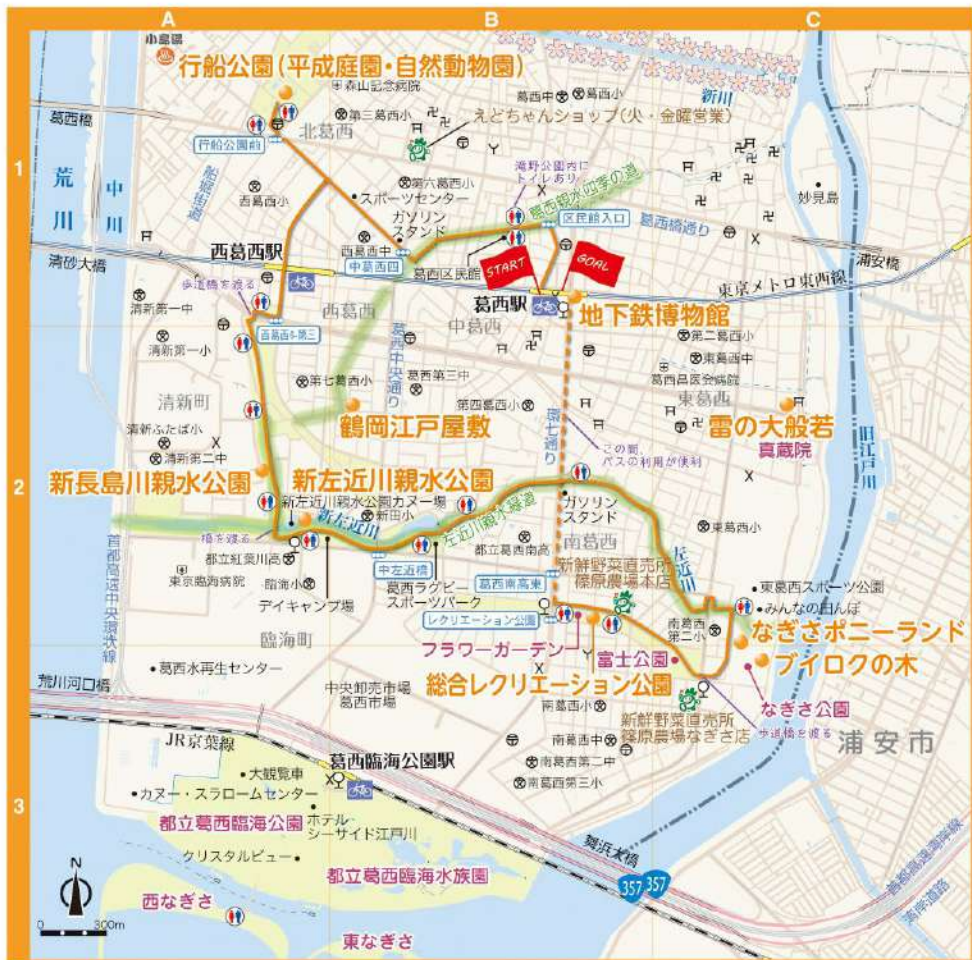 A
B
C
1
2
3
小島湯
行船公園(平成庭園・自然動物園)
森山記念病院
葛西中
葛西小
新川
葛西橋
第三葛西小
えどちゃんショップ(火・金曜営業)
北葛西
行船公園前
滝野公園内に
トイレあり
荒川
中川
船堀街道
西葛西小
第六葛西小
スポーツセンター
ガソリン
スタンド
葛西親水四季の道
区民館入口
葛西橋通り
妙見島
西葛西駅
西葛西中
中葛西四
葛西区民館
START
GOAL
清砂大橋
浦安橋
東京メトロ東西線
歩道橋を渡る
葛西駅
地下鉄博物館
清新第一中
西葛西
中葛西
清新第一小
第二葛西小
東葛西中
葛西昌医会病院
葛西中央通り
第七葛西小
葛西第三中
清新町
第四葛西小
東葛西
環七通り
鶴岡江戸屋敷
雷の大般若
真蔵院
清新ふたば小
清新第二中
この間、
バスの利用が便利
旧江戸川
新長島川親水公園
新左近川親水公園
新左近川親水公園カヌー場
新田小
新左近川
左近川親水緑道
ガソリン
スタンド
東葛西小
橋を渡る
都立紅葉川高
中左近橋
都立葛西南高
南葛西
左近川
東京臨海病院
臨海小
葛西ラグビー
スポーツパーク
葛西南高東
新鮮野菜直売所
篠原農場本店
東葛西スポーツ公園
みんなの田んぼ
首都高速中央環状線
デイキャンプ場
レクリエーション公園
南葛西
第二小
なぎさポニーランド
臨海町
フラワーガーデン
富士公園
ブイロクの木
葛西水再生センター
総合レクリエーション公園
なぎさ公園
荒川河口橋
中央卸売市場
葛西市場
南葛西小
新鮮野菜直売所
篠原農場なぎさ店
歩道橋を渡る
JR京葉線
葛西臨海公園駅
南葛西中
南葛西第二中
南葛西第三小
浦安市
大観覧車
カヌー・スラロームセンター
都立葛西臨海公園
ホテル
シーサイド江戸川
クリスタルビュー
舞浜大橋
357
357
首都高速湾岸線
湾岸道路
都立葛西臨海水族園
西なぎさ
東なぎさ
N
0
300m